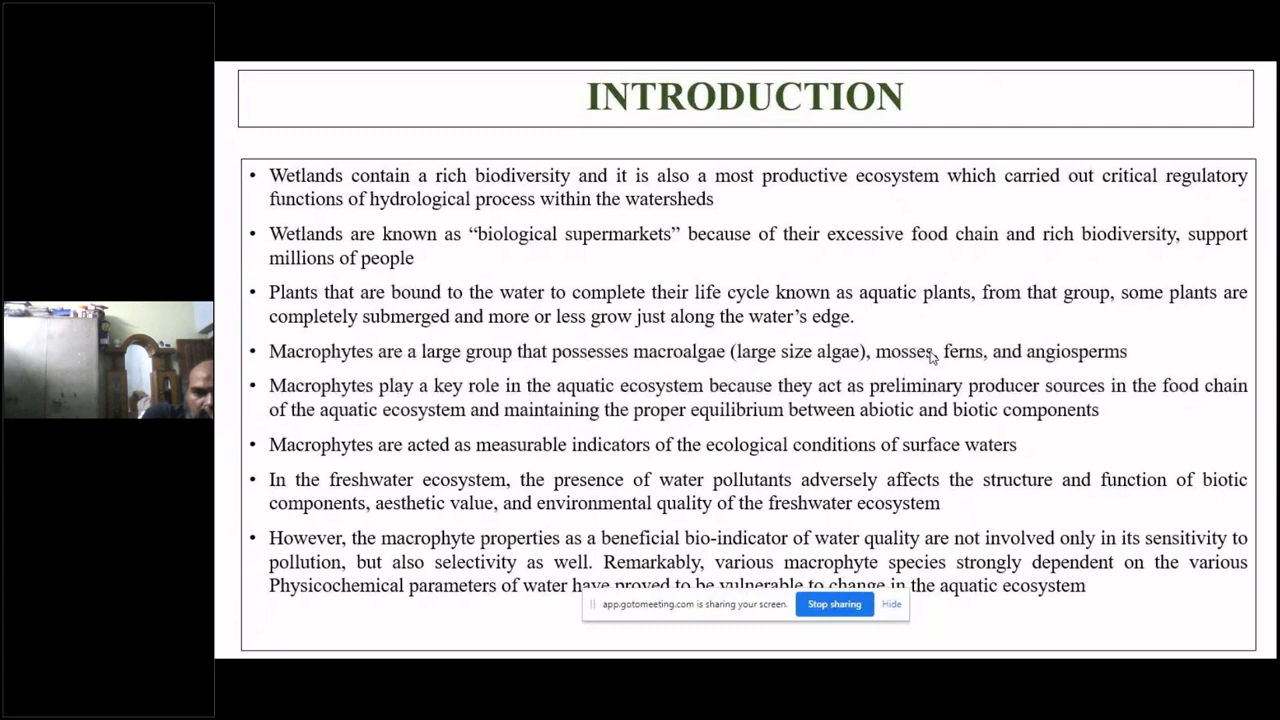 INTRODUCTION
• Wetlands contain a rich biodiversity and it is also a most productive ecosystem which carried out critical regulatory
functions of hydrological process within the watersheds
• Wetlands are known as “biological supermarkets” because of their excessive food chain and rich biodiversity, support
millions of people
• Plants that are bound to the water to complete their life cycle known as aquatic plants, from that group, some plants are
completely submerged and more or less grow just along the water’s edge.
• Macrophytes are a large group that possesses macroalgae (large size algae), mosses, ferns, and angiosperms
• Macrophytes play a key role in the aquatic ecosystem because they act as preliminary producer sources in the food chain
of the aquatic ecosystem and maintaining the proper equilibrium between abiotic and biotic components
• Macrophytes are acted as measurable indicators of the ecological conditions of surface waters
• In the freshwater ecosystem, the presence of water pollutants adversely affects the structure and function of biotic
components, aesthetic value, and environmental quality of the freshwater ecosystem
• However, the macrophyte properties as a beneficial bio-indicator of water quality are not involved only in its sensitivity to
pollution, but also selectivity as well. Remarkably, various macrophyte species strongly dependent on the various
Physicochemical parameters of water have proved to be vulnerable to change in the aquatic ecosystem
app.gotomeeting.com is sharing your screen. Stop sharing Hide